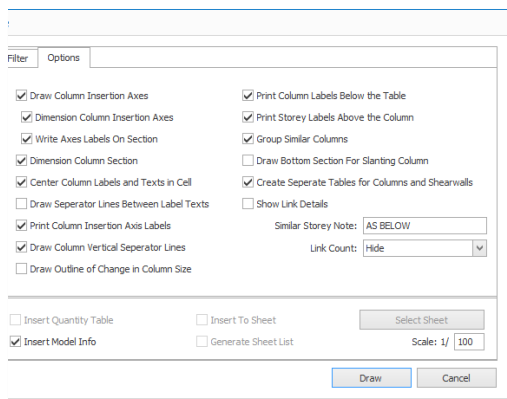 Filter Options
Draw Column Insertion Axes
Dimension Column Insertion Axes
Write Axes Labels On Section
Dimension Column Section
Center Column Labels and Texts in Cell
Draw Seperator Lines Between Label Texts
Print Column Insertion Axis Labels
Draw Column Vertical Seperator Lines
Draw Outline of Change in Column Size
Print Column Labels Below the Table
Print Storey Labels Above the Column
Group Similar Columns
Draw Bottom Section For Slanting Column
Create Seperate Tables for Columns and Shearwalls
Show Link Details
Similar Storey Note: AS BELOW
Link Count: Hide
Insert Quantity Table Insert To Sheet Select Sheet
Insert Model Info Generate Sheet List Scale: 1/ 100
Draw Cancel